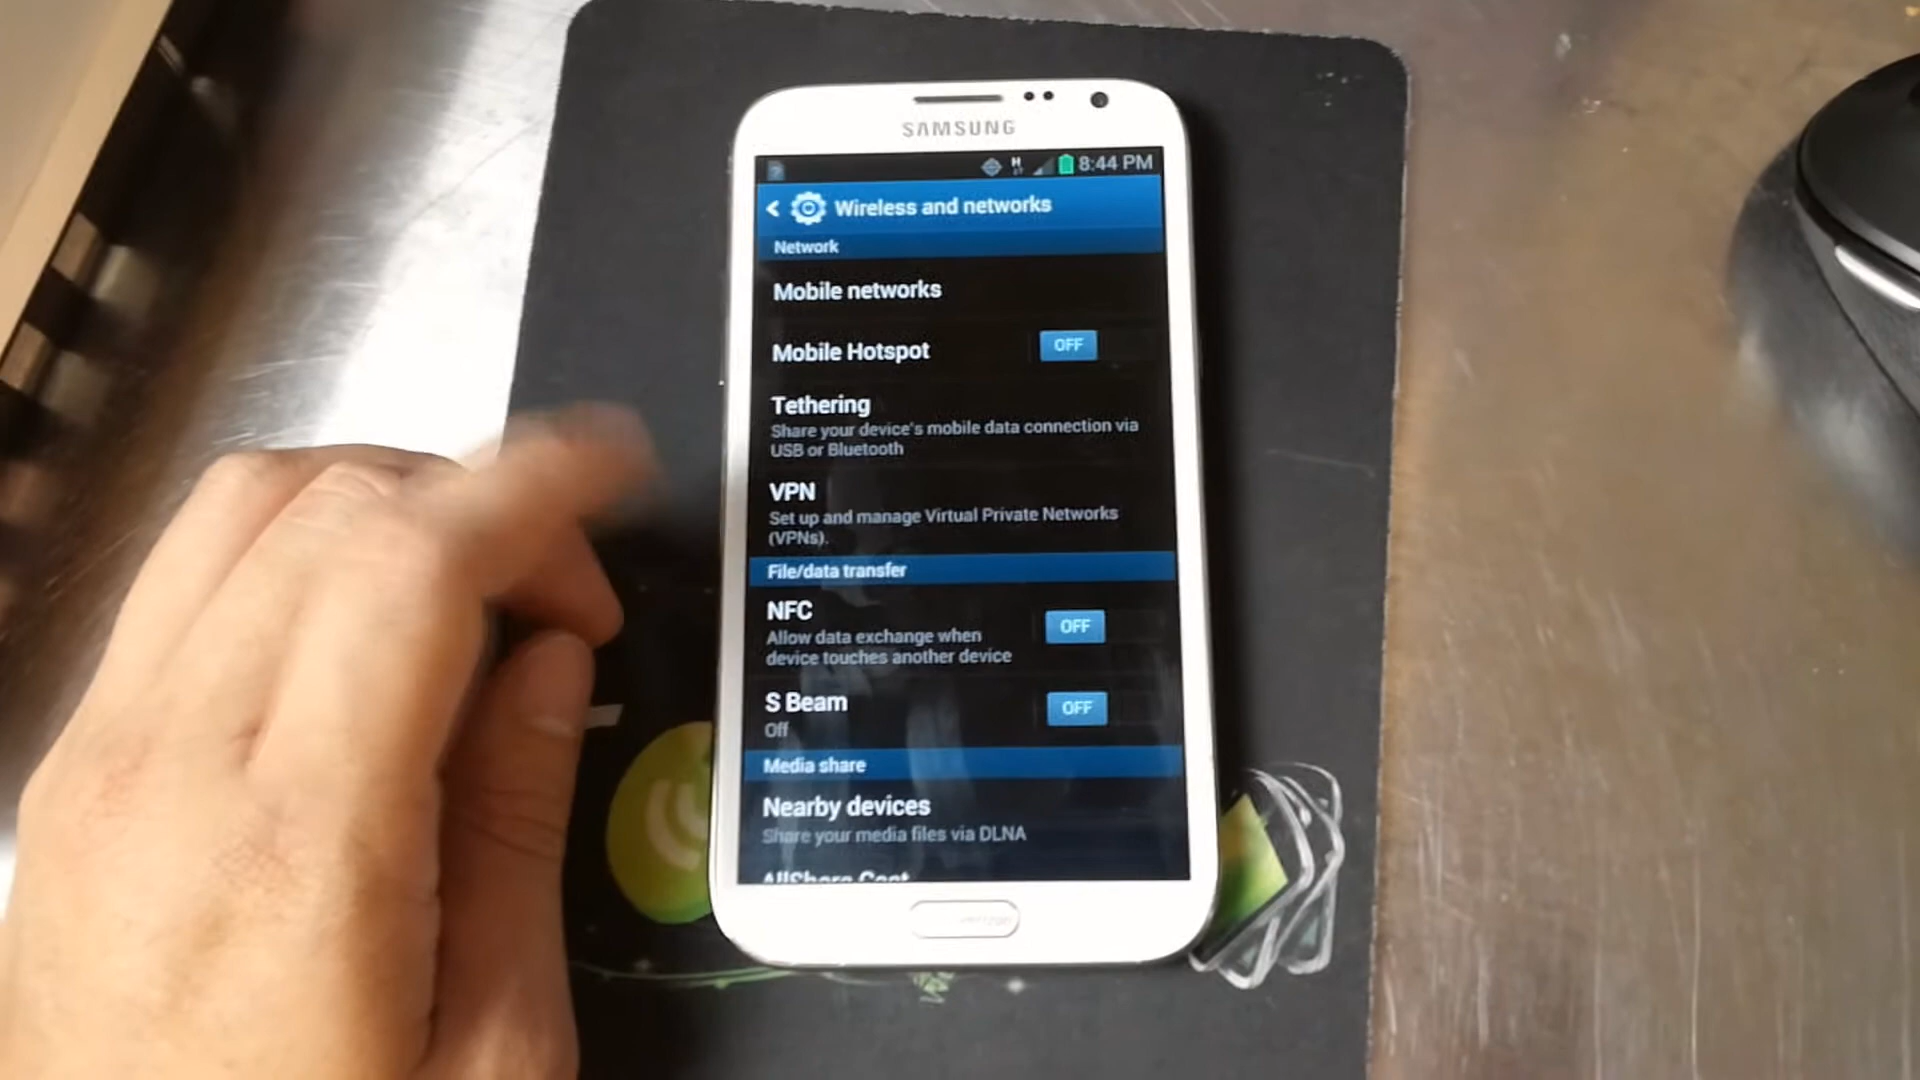 SAMSUNG
H 8:44 PM
Wireless and networks
Network
Mobile networks
Mobile Hotspot OFF
Tethering
Share your device's mobile data connection via
USB or Bluetooth
VPN
Set up and manage Virtual Private Networks
(VPNs).
File/data transfer
NFC OFF
Allow data exchange when
device touches another device
S Beam OFF
Off
Media share
Nearby devices
Share your media files via DLNA
AllShare Cast